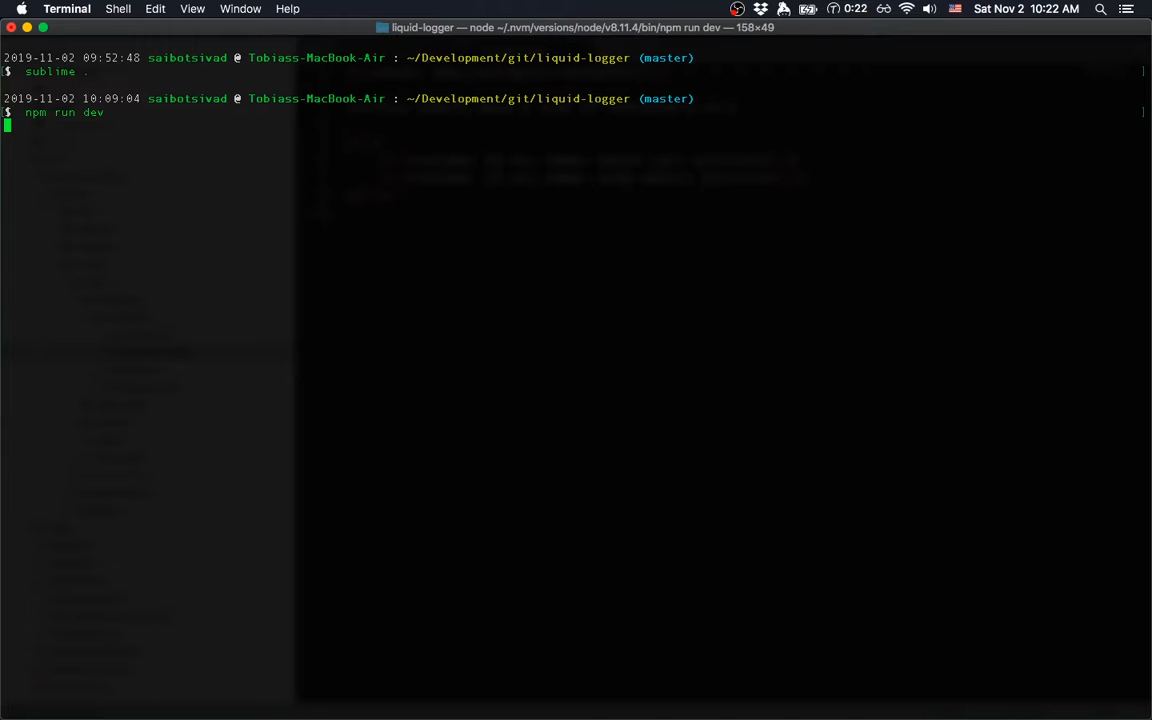 Terminal Shell Edit View Window Help 0:22 Sat Nov 2 10:22 AM
liquid-logger — node ~/.nvm/versions/node/v8.11.4/bin/npm run dev — 158×49
2019-11-02 09:52:48 saibotsivad @ Tobiass-MacBook-Air : ~/Development/git/liquid-logger (master)
[$ sublime . ]
2019-11-02 10:09:04 saibotsivad @ Tobiass-MacBook-Air : ~/Development/git/liquid-logger (master)
[$ npm run dev ]